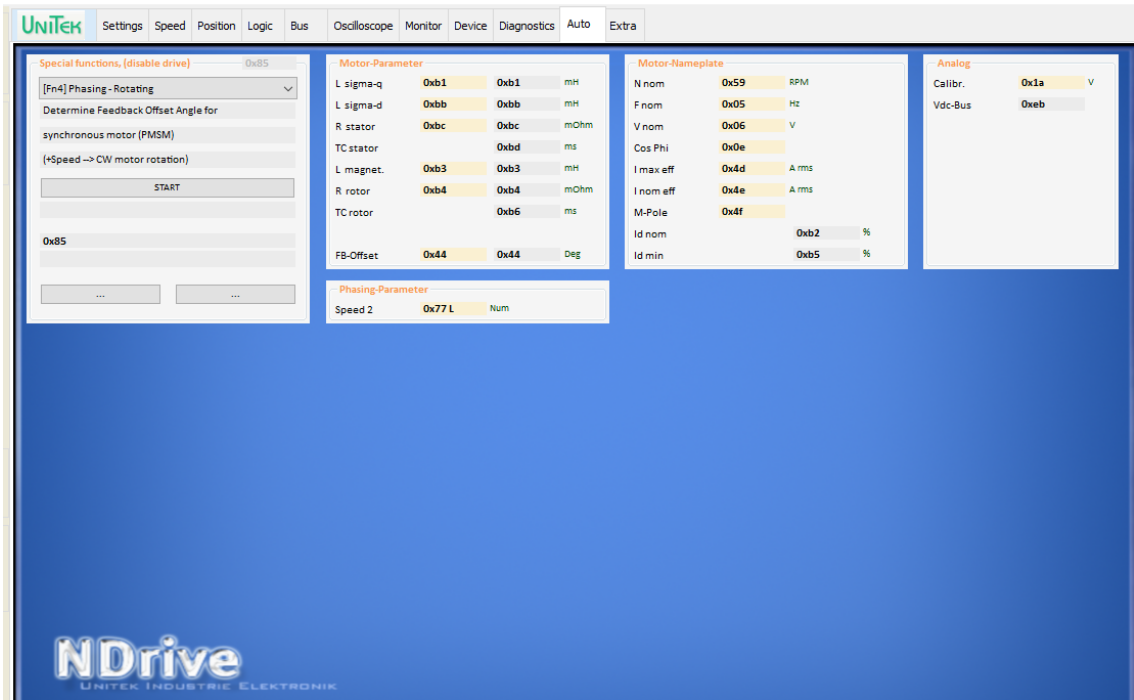 UNITEK Settings Speed Position Logic Bus Oscilloscope Monitor Device Diagnostics Auto Extra
Special functions, (disable drive) 0x85
[Fn4] Phasing - Rotating
Determine Feedback Offset Angle for
synchronous motor (PMSM)
(+Speed --> CW motor rotation)
START
0x85
... ...
Motor-Parameter
L sigma-q 0xb1 0xb1 mH
L sigma-d 0xbb 0xbb mH
R stator 0xbc 0xbc mOhm
TC stator 0xbd ms
L magnet. 0xb3 0xb3 mH
R rotor 0xb4 0xb4 mOhm
TC rotor 0xb6 ms
FB-Offset 0x44 0x44 Deg
Phasing-Parameter
Speed 2 0x77 L Num
Motor-Nameplate
N nom 0x59 RPM
F nom 0x05 Hz
V nom 0x06 V
Cos Phi 0x0e
I max eff 0x4d A rms
I nom eff 0x4e A rms
M-Pole 0x4f
Id nom 0xb2 %
Id min 0xb5 %
Analog
Calibr. 0x1a V
Vdc-Bus 0xeb
NDrive
UNITEK INDUSTRIE ELEKTRONIK